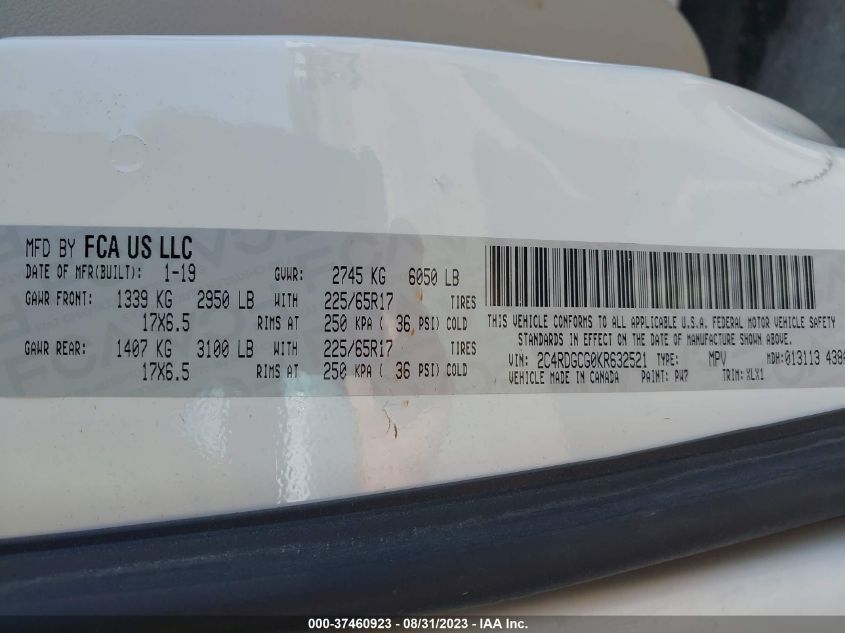 MFD BY FCA US LLC
DATE OF MFR(BUILT): 1-19 GVWR: 2745 KG 6050 LB
GAWR FRONT: 1339 KG 2950 LB WITH 225/65R17 TIRES
17X6.5 RIMS AT 250 KPA ( 36 PSI) COLD
GAWR REAR: 1407 KG 3100 LB WITH 225/65R17 TIRES
17X6.5 RIMS AT 250 KPA ( 36 PSI) COLD
THIS VEHICLE CONFORMS TO ALL APPLICABLE U.S.A. FEDERAL MOTOR VEHICLE SAFETY
STANDARDS IN EFFECT ON THE DATE OF MANUFACTURE SHOWN ABOVE.
VIN: 2C4RDGCG0KR632521 TYPE: MPV MDH: 013113 438
VEHICLE MADE IN CANADA PAINT: PW7 TRIM: XLX1
000-37460923 - 08/31/2023 - IAA Inc.